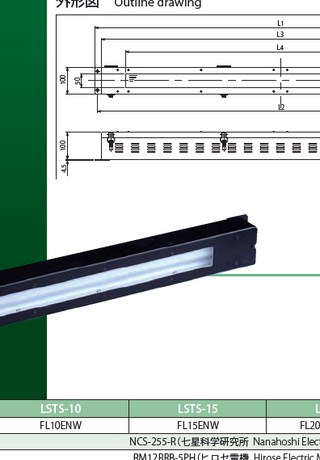 外形図 Outline drawing
L1
L3
L4
100
50
L2
100
4.5
LSTS-10 LSTS-15 L
FL10ENW FL15ENW FL20
NCS-255-R(七星科学研究所 Nanahoshi Elec
RM12RRB-5PH(ヒロセ電機 Hirose Electric M